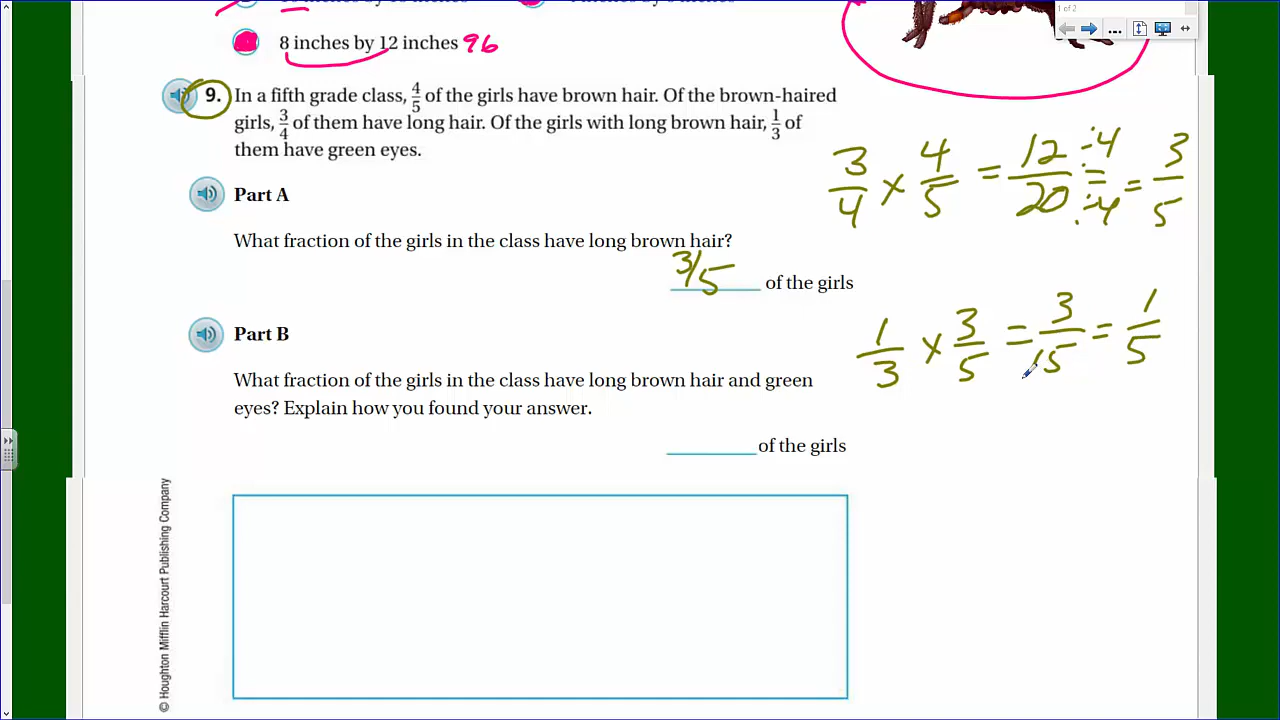 1 of 2
8 inches by 12 inches 96
9. In a fifth grade class, 4/5 of the girls have brown hair. Of the brown-haired
girls, 3/4 of them have long hair. Of the girls with long brown hair, 1/3 of
them have green eyes.
3/4 × 4/5 = 12/20 ÷4/÷4 = = 3/5
Part A
What fraction of the girls in the class have long brown hair?
3/5 of the girls
Part B
1/3 × 3/5 = 3/15 = 1/5
What fraction of the girls in the class have long brown hair and green
eyes? Explain how you found your answer.
of the girls
© Houghton Mifflin Harcourt Publishing Company